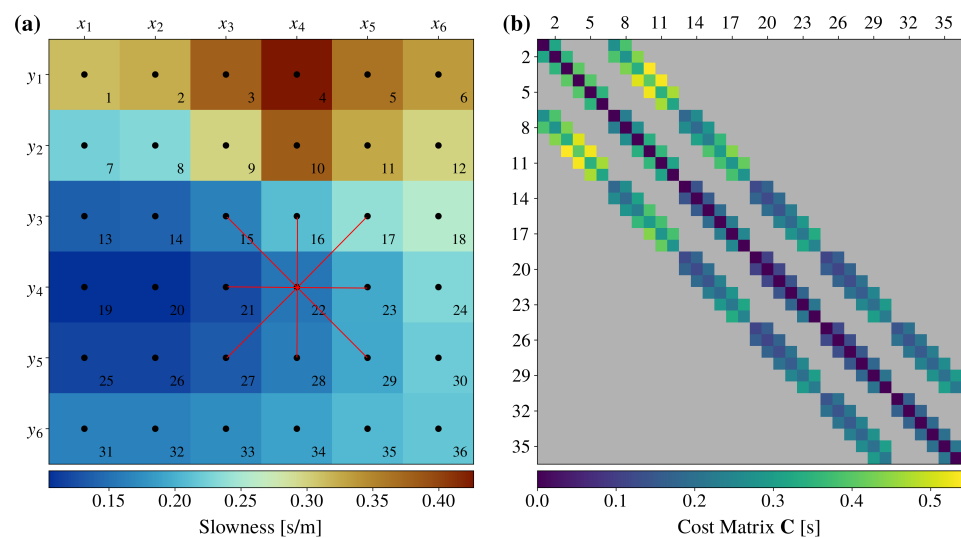 (a) x1 x2 x3 x4 x5 x6
y1 1 2 3 4 5 6
y2 7 8 9 10 11 12
y3 13 14 15 16 17 18
y4 19 20 21 22 23 24
y5 25 26 27 28 29 30
y6 31 32 33 34 35 36
0.15 0.20 0.25 0.30 0.35 0.40
Slowness [s/m]
(b) 2 5 8 11 14 17 20 23 26 29 32 35
2
5
8
11
14
17
20
23
26
29
32
35
0.0 0.1 0.2 0.3 0.4 0.5
Cost Matrix C [s]